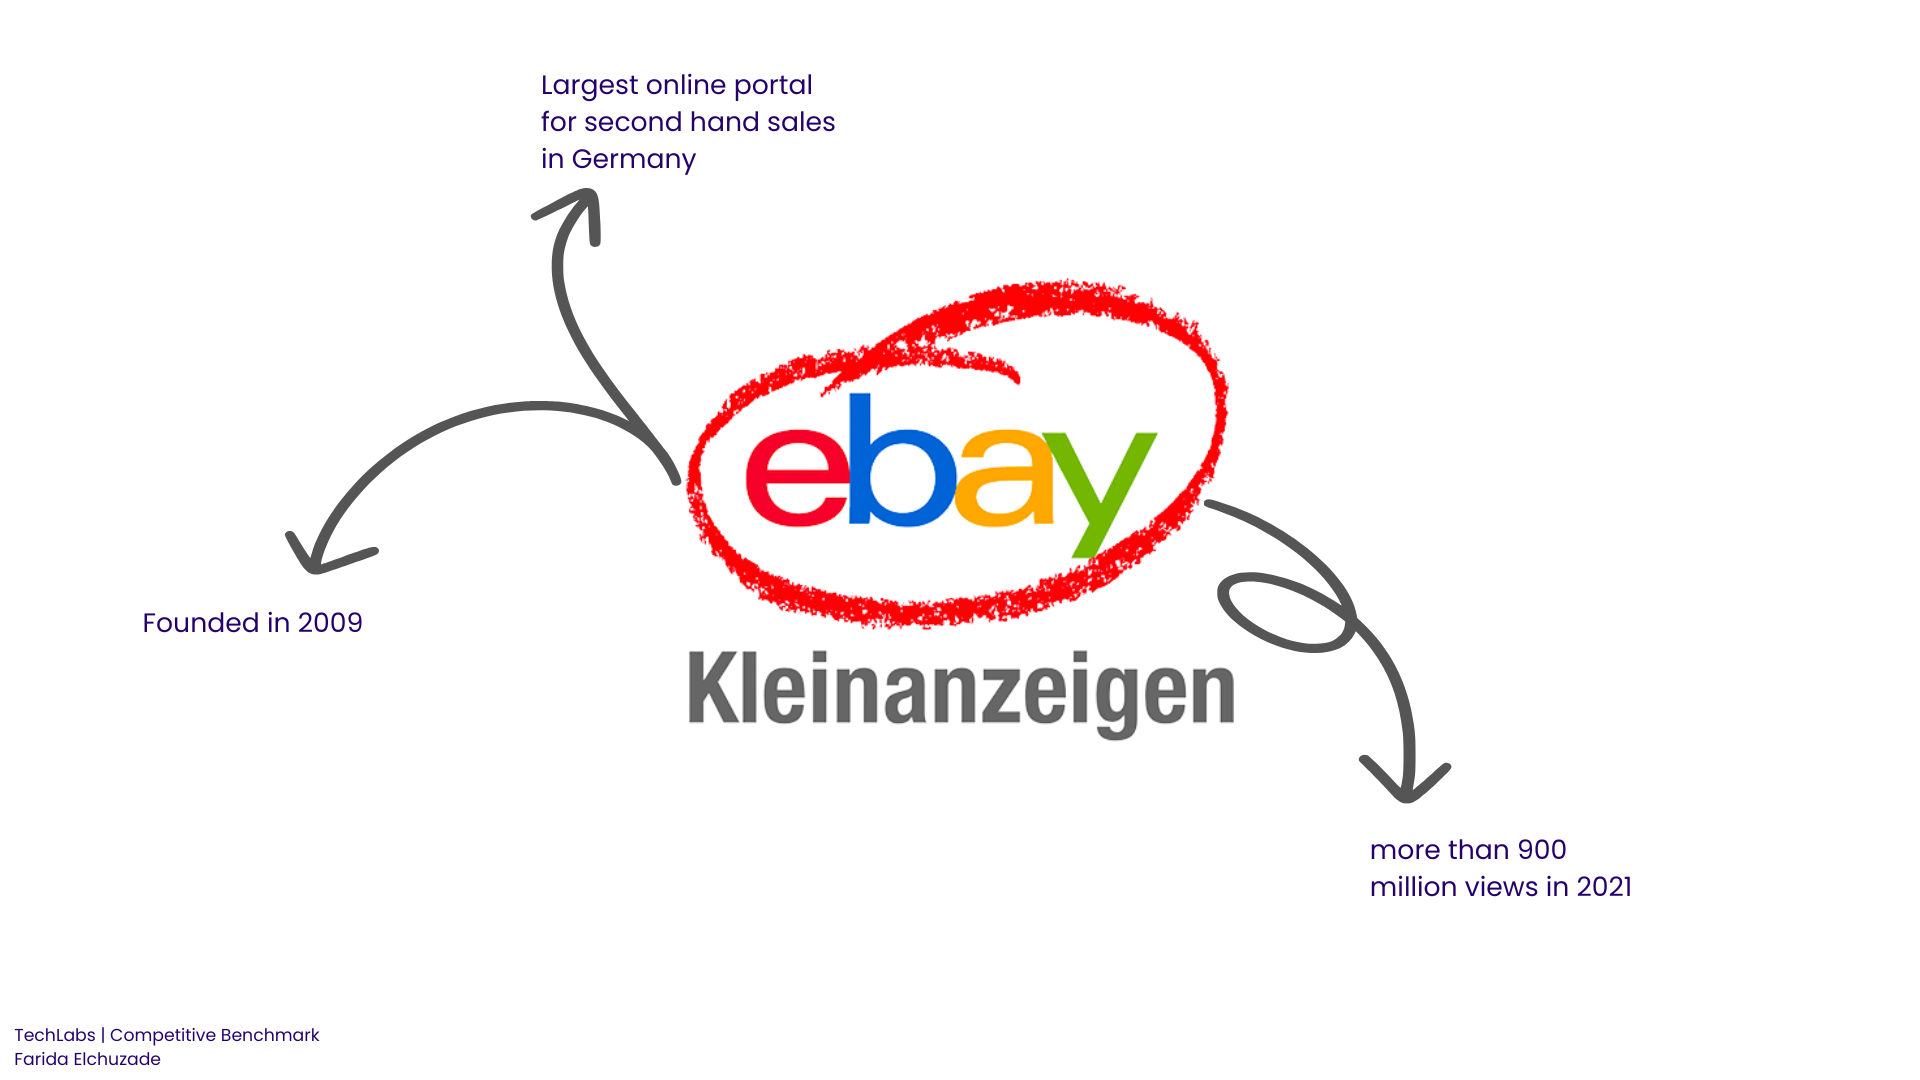 Largest online portal
for second hand sales
in Germany
ebay
Kleinanzeigen
Founded in 2009
more than 900
million views in 2021
TechLabs | Competitive Benchmark
Farida Elchuzade